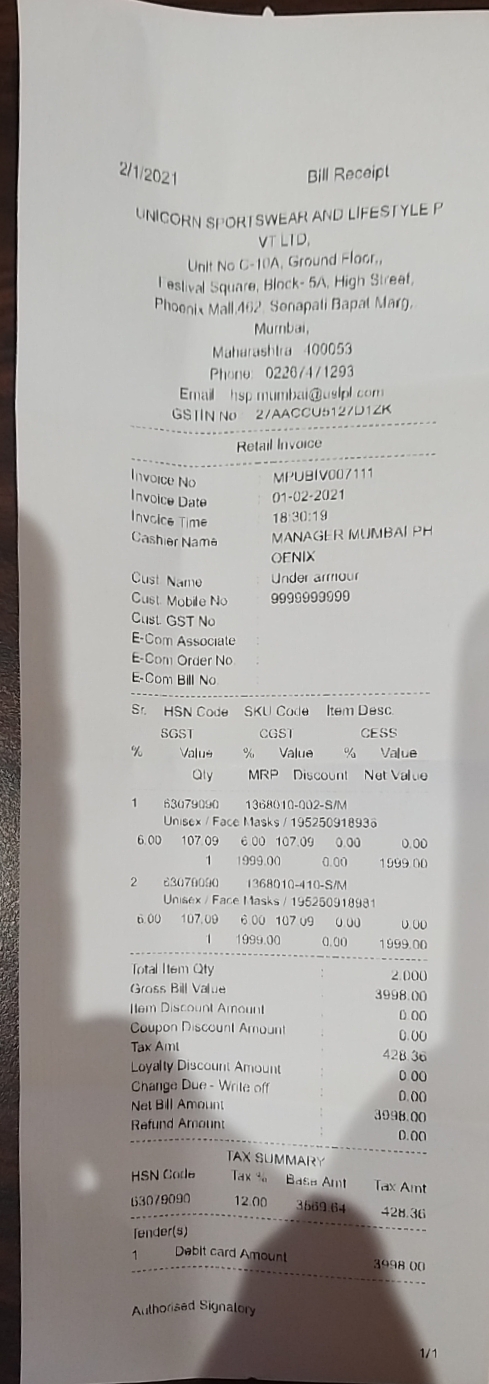 2/1/2021 Bill Receipt
UNICORN SPORTSWEAR AND LIFESTYLE P
VT LTD,
Unit No C-10A, Ground Floor.,
Festival Square, Block- 5A, High Street,
Phoenix Mall,462, Senapati Bapat Marg,
Mumbai,
Maharashtra 400053
Phone: 02267471293
Email hsp.mumbai@uslpl.com
GSTIN No 27AACCU5127D1ZK
Retail Invoice
Invoice No : MPUBIV007111
Invoice Date : 01-02-2021
Invoice Time : 18:30:19
Cashier Name : MANAGER MUMBAI PH
OENIX
Cust. Name : Under armour
Cust. Mobile No : 9999999999
Cust. GST No :
E-Com Associate :
E-Com Order No :
E-Com Bill No :
Sr. HSN Code SKU Code Item Desc.
SGST CGST CESS
% Value % Value % Value
Qty MRP Discount Net Value
1 63079090 1368010-002-S/M
Unisex / Face Masks / 195250918936
6.00 107.09 6.00 107.09 0.00 0.00
1 1999.00 0.00 1999.00
2 63079090 1368010-410-S/M
Unisex / Face Masks / 195250918981
6.00 107.09 6.00 107.09 0.00 0.00
1 1999.00 0.00 1999.00
Total Item Qty : 2.000
Gross Bill Value : 3998.00
Item Discount Amount : 0.00
Coupon Discount Amount : 0.00
Tax Amt : 428.36
Loyalty Discount Amount : 0.00
Change Due - Write off : 0.00
Net Bill Amount : 3998.00
Refund Amount : 0.00
TAX SUMMARY
HSN Code Tax % Base Amt Tax Amt
63079090 12.00 3569.64 428.36
Tender(s)
1 Debit card Amount 3998.00
Authorised Signatory
1/1